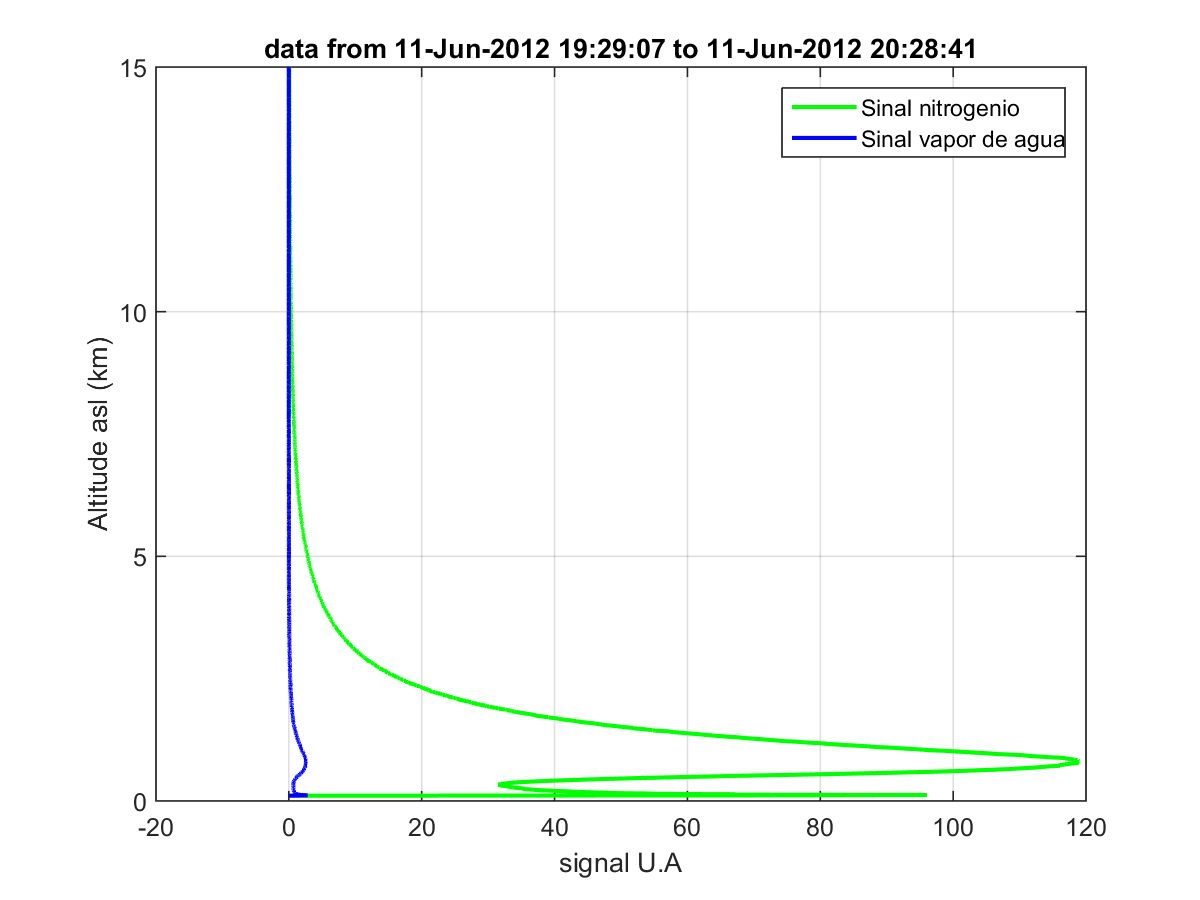 data from 11-Jun-2012 19:29:07 to 11-Jun-2012 20:28:41
Sinal nitrogenio
Sinal vapor de agua
15
10
5
0
Altitude asl (km)
-20 0 20 40 60 80 100 120
signal U.A